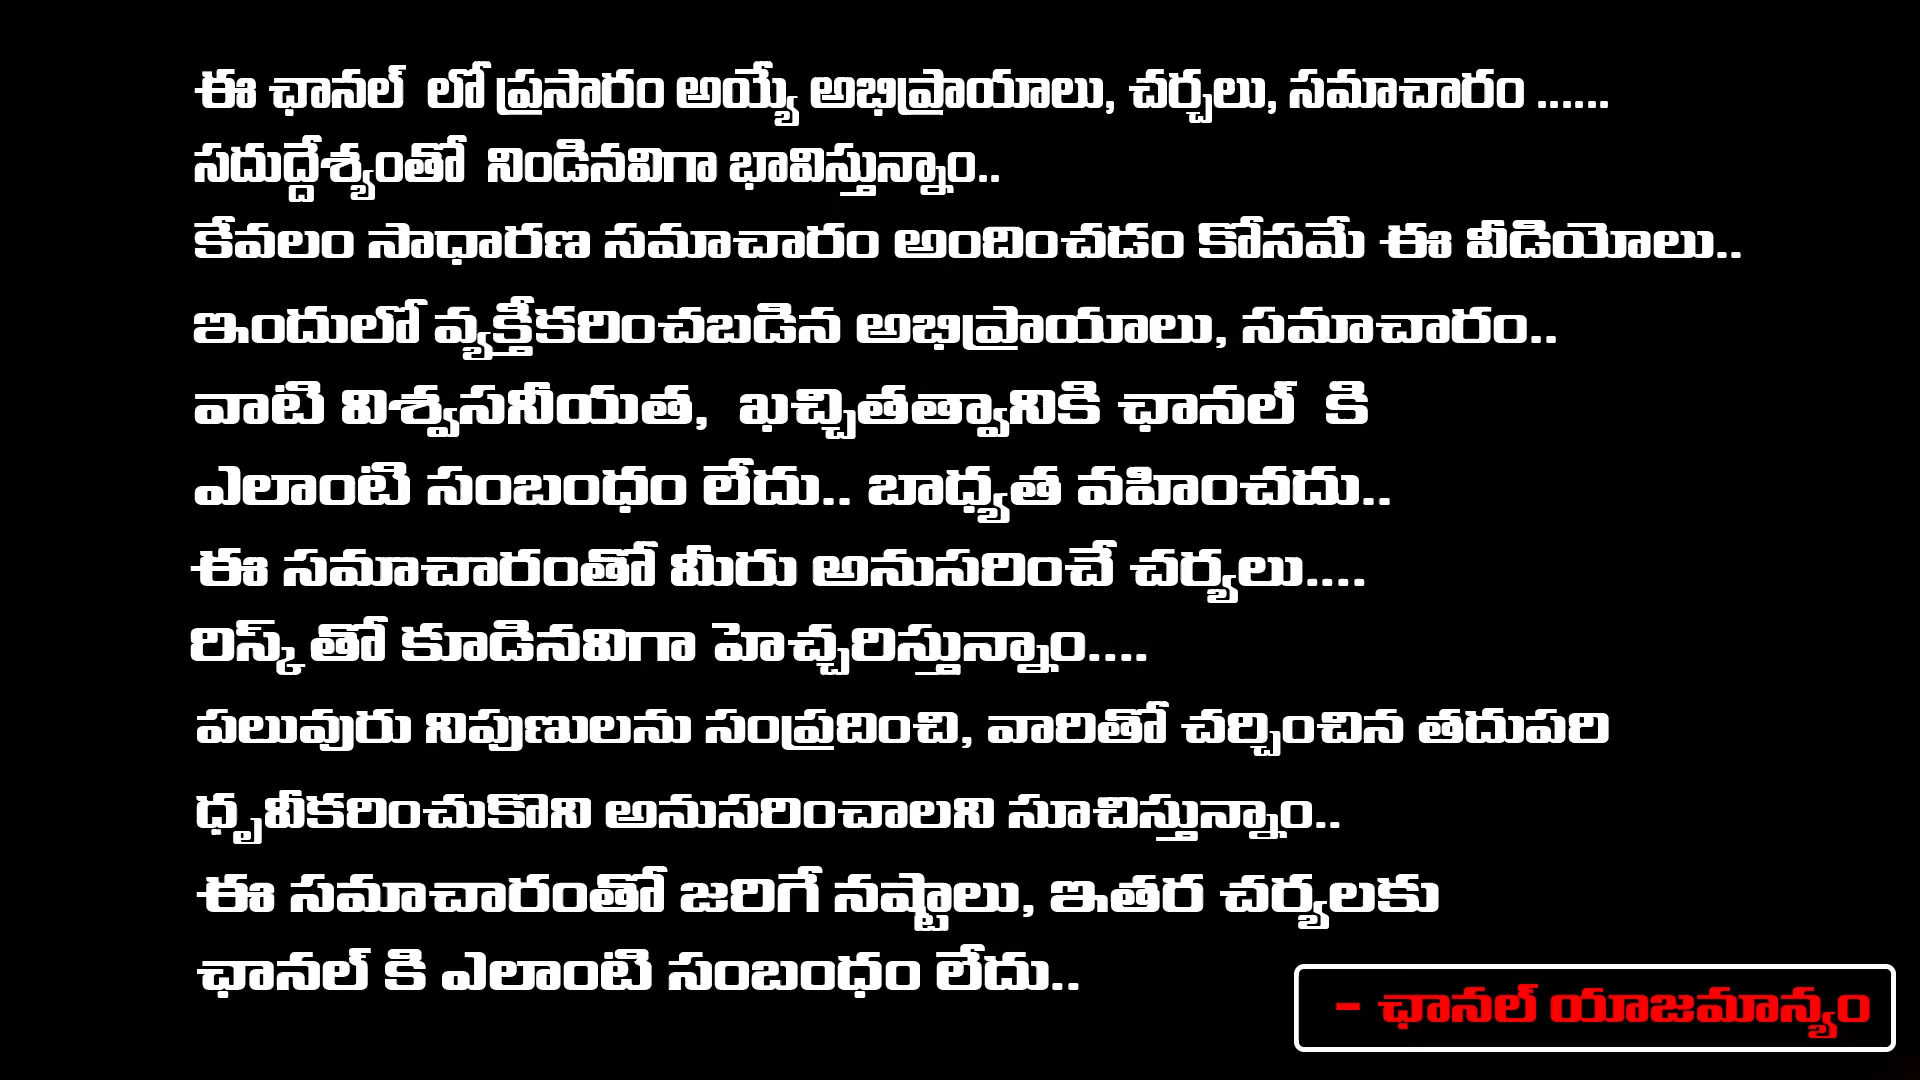 ఈ ఛానల్ లో ప్రసారం అయ్యే అభిప్రాయాలు, చర్చలు, సమాచారం ......
సదుద్దేశ్యంతో నిండినవిగా భావిస్తున్నాం..
కేవలం సాధారణ సమాచారం అందించడం కోసమే ఈ వీడియోలు..
ఇందులో వ్యక్తీకరించబడిన అభిప్రాయాలు, సమాచారం..
వాటి విశ్వసనీయత, ఖచ్చితత్వానికి ఛానల్ కి
ఎలాంటి సంబంధం లేదు.. బాధ్యత వహించదు..
ఈ సమాచారంతో మీరు అనుసరించే చర్యలు....
రిస్క్ తో కూడినవిగా హెచ్చరిస్తున్నాం....
పలువురు నిపుణులను సంప్రదించి, వారితో చర్చించిన తదుపరి
ధృవీకరించుకొని అనుసరించాలని సూచిస్తున్నాం..
ఈ సమాచారంతో జరిగే నష్టాలు, ఇతర చర్యలకు
ఛానల్ కి ఎలాంటి సంబంధం లేదు..
- ఛానల్ యాజమాన్యం